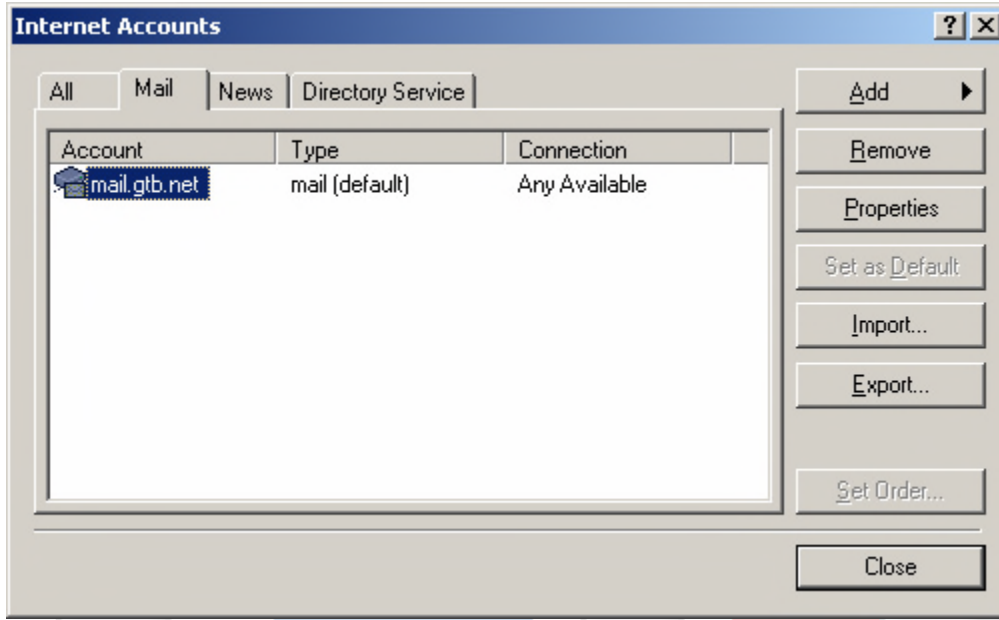 Internet Accounts
All Mail News Directory Service
Account Type Connection
mail.gtb.net mail (default) Any Available
Add
Remove
Properties
Set as Default
Import...
Export...
Set Order...
Close